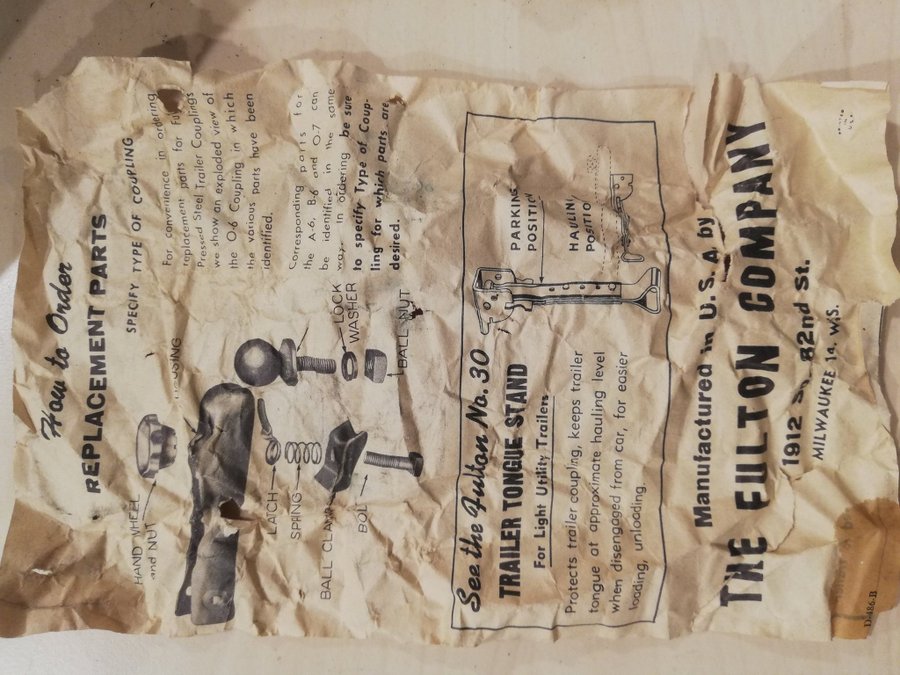 How to Order
REPLACEMENT PARTS
SPECIFY TYPE OF COUPLING
HAND WHEEL
and NUT
LATCH
SPRING
BALL CLAMP
LOCK
WASHER
BALL NUT
For convenience in ordering
replacement parts for
Pressed Steel Trailer Couplings
we show an exploded view of
the O-6 Coupling in which
the various parts have been
identified.
Corresponding parts for
the A-6, B-6 and O-7 can
be identified in the same
way. In ordering be sure
to specify Type of Coup-
ling for which parts are
desired.
See the Fulton No. 30
TRAILER TONGUE STAND
For Light Utility Trailers
Protects trailer coupling, keeps trailer
tongue at approximate hauling level
when disengaged from car, for easier
loading, unloading.
PARKING
POSITION
Manufactured in U. S. A. by
THE FULTON COMPANY
1912 82nd St.
MILWAUKEE 14, WIS.
PRINTED
IN
U.S.A.
D-486-B